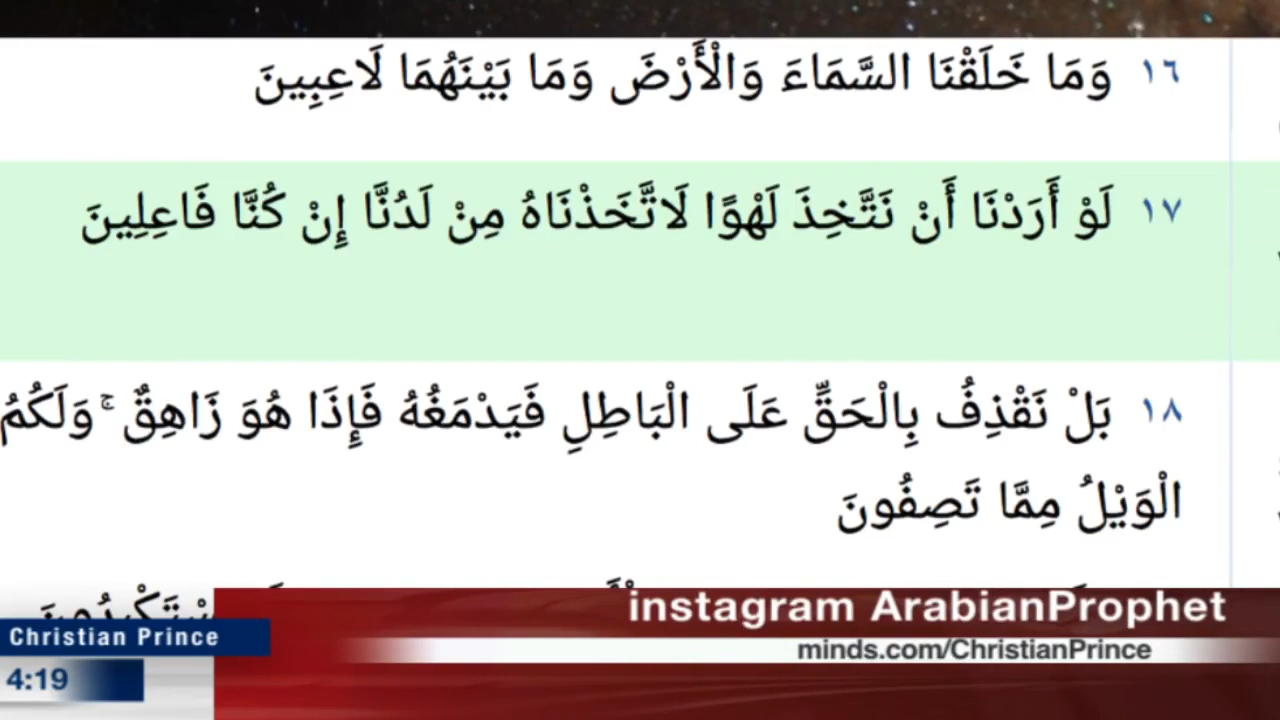 ١٦ وَمَا خَلَقْنَا السَّمَاءَ وَالْأَرْضَ وَمَا بَيْنَهُمَا لَاعِبِينَ
١٧ لَوْ أَرَدْنَا أَنْ نَتَّخِذَ لَهْوًا لَاتَّخَذْنَاهُ مِنْ لَدُنَّا إِنْ كُنَّا فَاعِلِينَ
١٨ بَلْ نَقْذِفُ بِالْحَقِّ عَلَى الْبَاطِلِ فَيَدْمَغُهُ فَإِذَا هُوَ زَاهِقٌ ۚ وَلَكُمُ
الْوَيْلُ مِمَّا تَصِفُونَ
instagram ArabianProphet
Christian Prince
minds.com/ChristianPrince
4:19